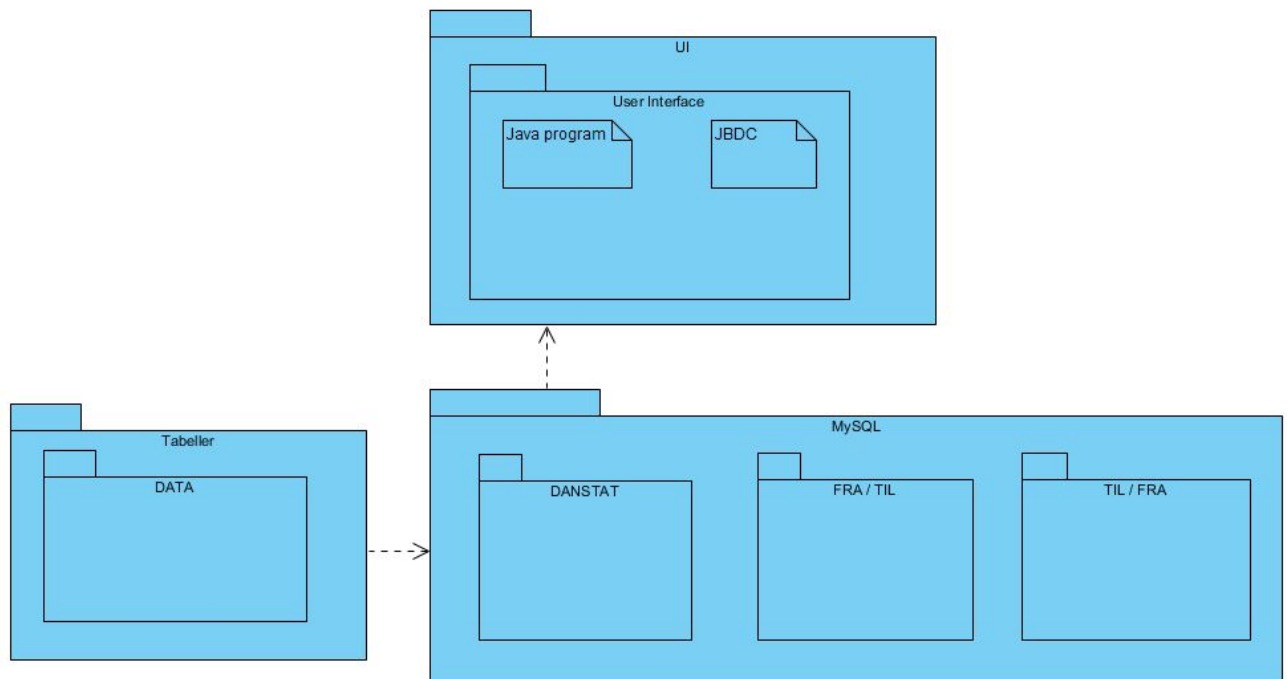 UI
User Interface
Java program
JBDC
Tabeller
DATA
MySQL
DANSTAT
FRA / TIL
TIL / FRA